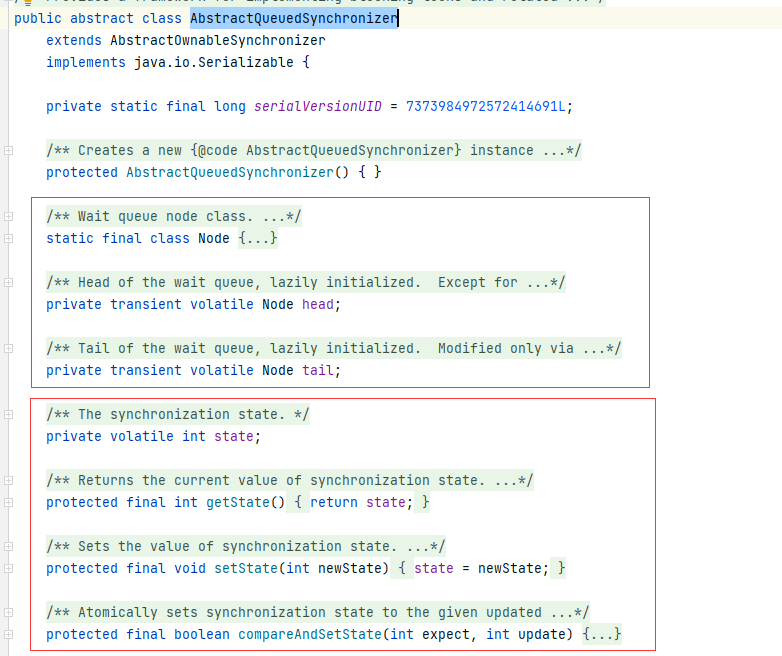 public abstract class AbstractQueuedSynchronizer
extends AbstractOwnableSynchronizer
implements java.io.Serializable {
private static final long serialVersionUID = 7373984972572414691L;
/** Creates a new {@code AbstractQueuedSynchronizer} instance ...*/
protected AbstractQueuedSynchronizer() { }
/** Wait queue node class. ...*/
static final class Node {...}
/** Head of the wait queue, lazily initialized.  Except for ...*/
private transient volatile Node head;
/** Tail of the wait queue, lazily initialized.  Modified only via ...*/
private transient volatile Node tail;
/** The synchronization state. */
private volatile int state;
/** Returns the current value of synchronization state. ...*/
protected final int getState() { return state; }
/** Sets the value of synchronization state. ...*/
protected final void setState(int newState) { state = newState; }
/** Atomically sets synchronization state to the given updated ...*/
protected final boolean compareAndSetState(int expect, int update) {...}